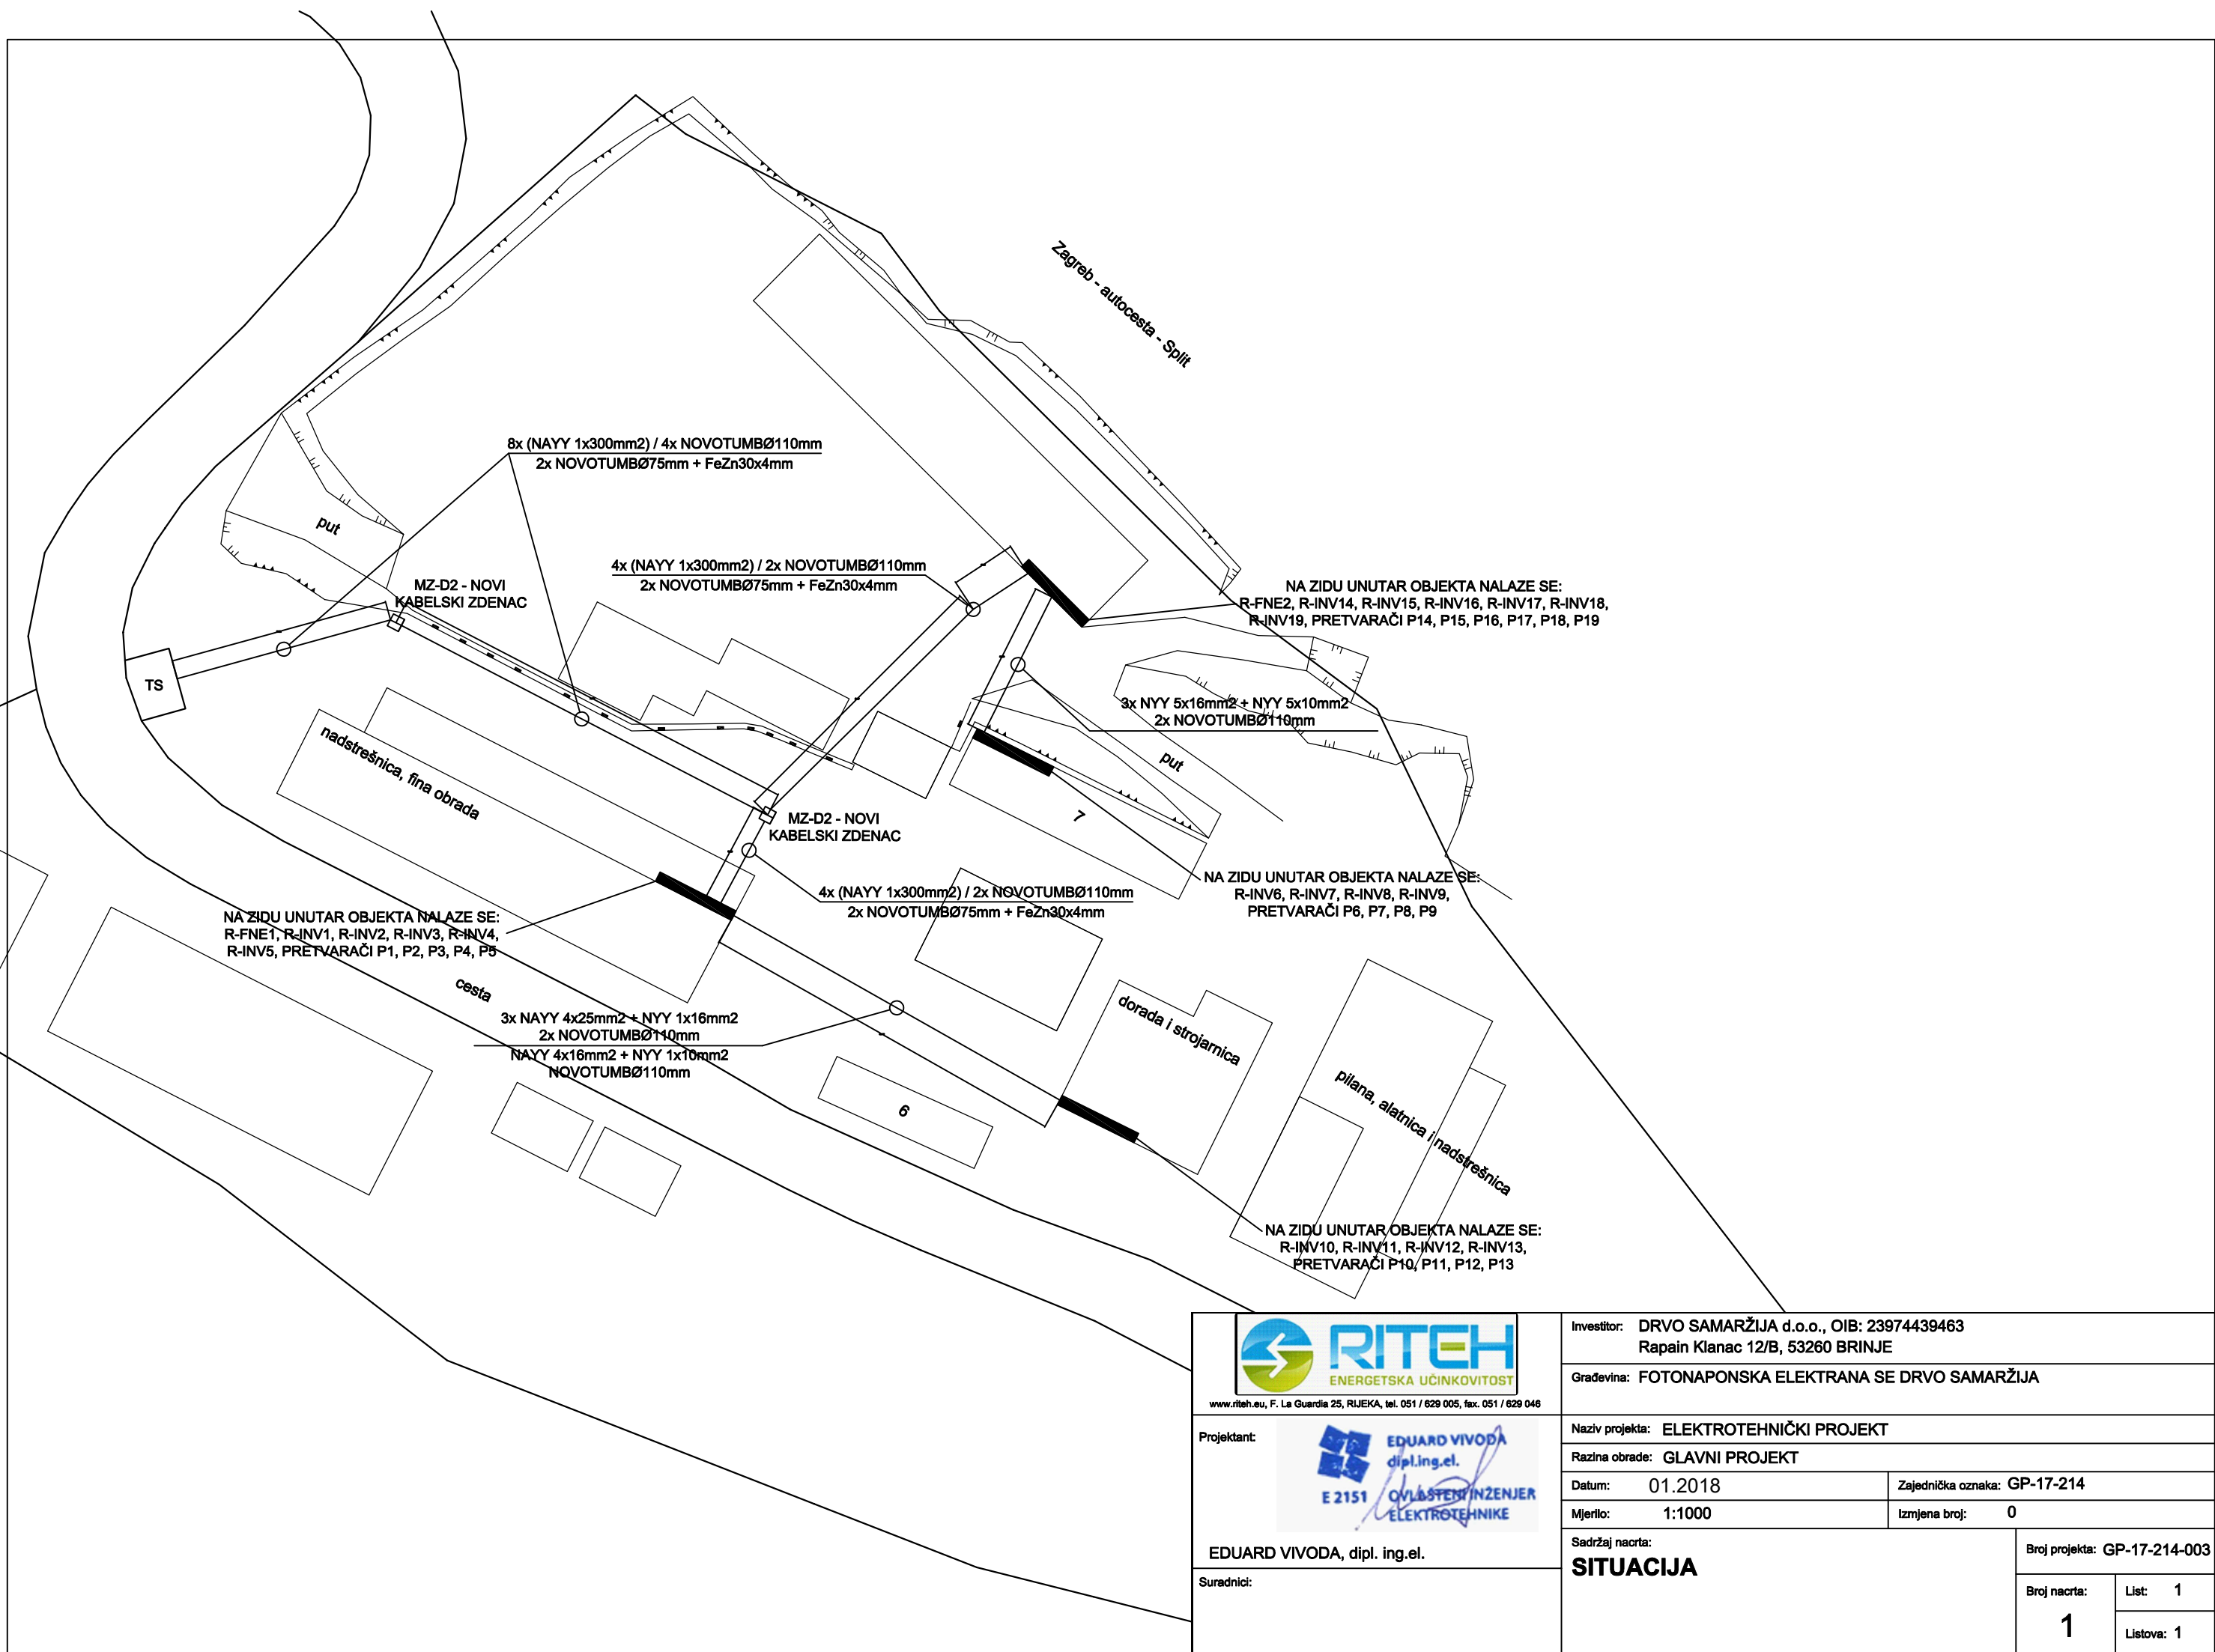 Zagreb - autocesta - Split
8x (NAYY 1x300mm2) / 4x NOVOTUMBØ110mm
2x NOVOTUMBØ75mm + FeZn30x4mm
put
4x (NAYY 1x300mm2) / 2x NOVOTUMBØ110mm
2x NOVOTUMBØ75mm + FeZn30x4mm
MZ-D2 - NOVI
KABELSKI ZDENAC
NA ZIDU UNUTAR OBJEKTA NALAZE SE:
R-FNE2, R-INV14, R-INV15, R-INV16, R-INV17, R-INV18,
R-INV19, PRETVARAČI P14, P15, P16, P17, P18, P19
TS
3x NYY 5x16mm2 + NYY 5x10mm2
2x NOVOTUMBØ110mm
put
nadstrešnica, fina obrada
7
MZ-D2 - NOVI
KABELSKI ZDENAC
NA ZIDU UNUTAR OBJEKTA NALAZE SE:
R-INV6, R-INV7, R-INV8, R-INV9,
PRETVARAČI P6, P7, P8, P9
4x (NAYY 1x300mm2) / 2x NOVOTUMBØ110mm
2x NOVOTUMBØ75mm + FeZn30x4mm
NA ZIDU UNUTAR OBJEKTA NALAZE SE:
R-FNE1, R-INV1, R-INV2, R-INV3, R-INV4,
R-INV5, PRETVARAČI P1, P2, P3, P4, P5
cesta
3x NAYY 4x25mm2 + NYY 1x16mm2
2x NOVOTUMBØ110mm
NAYY 4x16mm2 + NYY 1x10mm2
NOVOTUMBØ110mm
dorada i strojarnica
6
pilana, alatnica i nadstrešnica
NA ZIDU UNUTAR OBJEKTA NALAZE SE:
R-INV10, R-INV11, R-INV12, R-INV13,
PRETVARAČI P10, P11, P12, P13
RITEH
ENERGETSKA UČINKOVITOST
www.riteh.eu, F. La Guardia 25, RIJEKA, tel. 051 / 629 005, fax. 051 / 629 046
Projektant:
EDUARD VIVODA
dipl.ing.el.
E 2151 OVLAŠTENI INŽENJER
ELEKTROTEHNIKE
EDUARD VIVODA, dipl. ing.el.
Suradnici:
Investitor: DRVO SAMARŽIJA d.o.o., OIB: 23974439463
Rapain Klanac 12/B, 53260 BRINJE
Građevina: FOTONAPONSKA ELEKTRANA SE DRVO SAMARŽIJA
Naziv projekta: ELEKTROTEHNIČKI PROJEKT
Razina obrade: GLAVNI PROJEKT
Datum: 01.2018
Zajednička oznaka: GP-17-214
Mjerilo: 1:1000
Izmjena broj: 0
Sadržaj nacrta:
SITUACIJA
Broj projekta: GP-17-214-003
Broj nacrta:
1
List: 1
Listova: 1